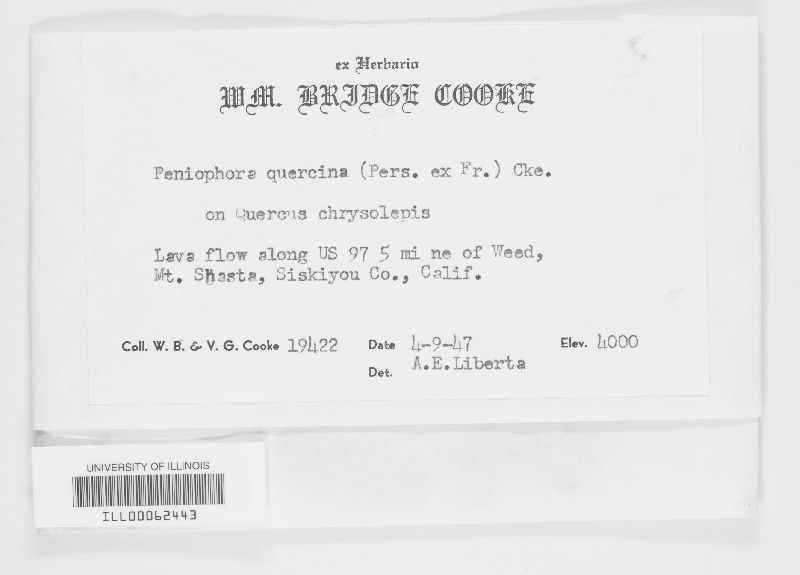 ex Herbario
WM. BRIDGE COOKE
Peniophora quercina (Pers. ex Fr.) Cke.
on Quercus chrysolepis
Lava flow along US 97 5 mi ne of Weed,
Mt. Shasta, Siskiyou Co., Calif.
Coll. W. B. & V. G. Cooke 19422 Date 4-9-47 Elev. 4000
Det. A.E.Liberta
UNIVERSITY OF ILLINOIS
ILL00062443